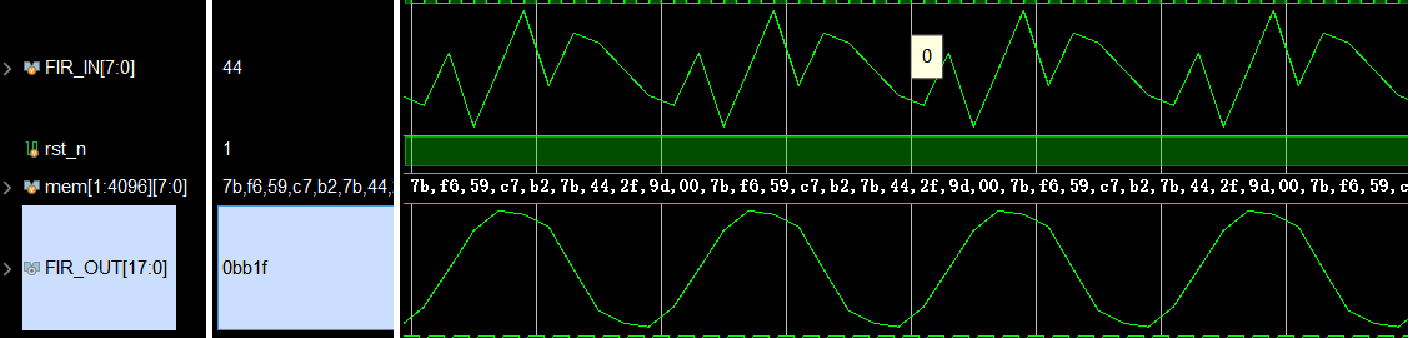 FIR_IN[7:0] 44 0
rst_n 1
mem[1:4096][7:0] 7b,f6,59,c7,b2,7b,44, 7b,f6,59,c7,b2,7b,44,2f,9d,00,7b,f6,59,c7,b2,7b,44,2f,9d,00,7b,f6,59,c7,b2,7b,44,2f,9d,00,7b,f6,59,c
FIR_OUT[17:0] 0bb1f